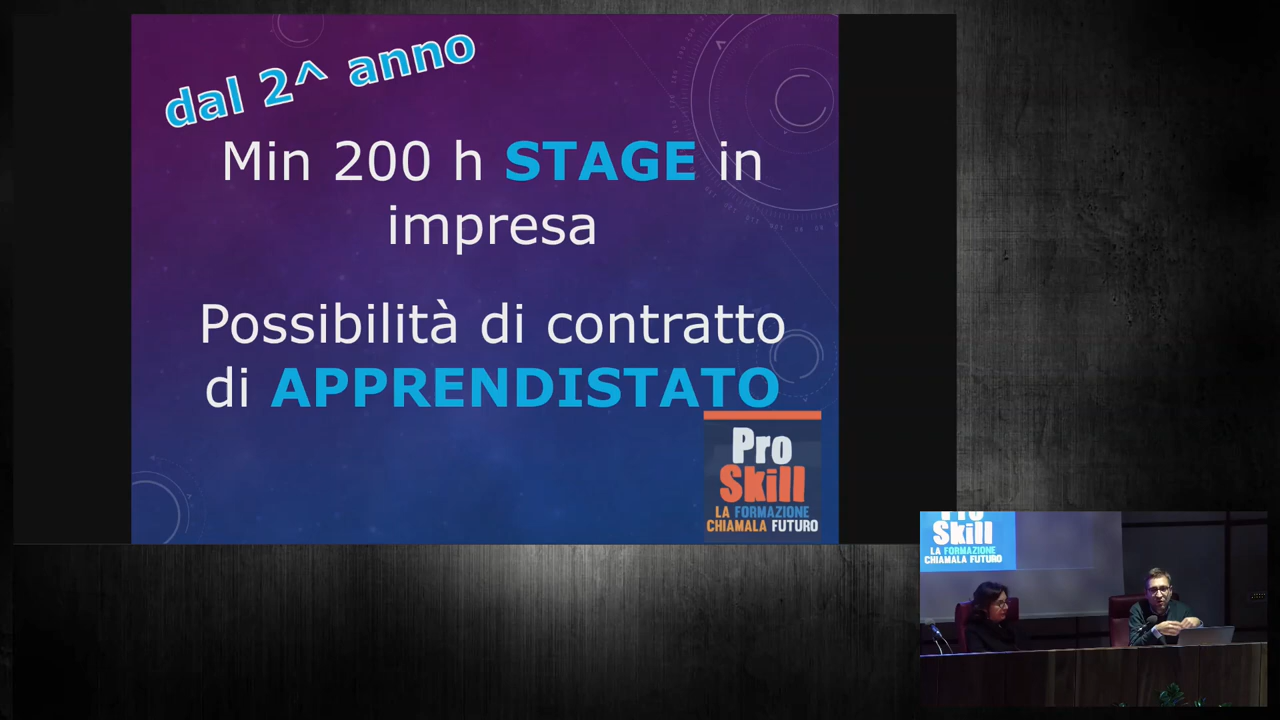 dal 2^ anno
Min 200 h STAGE in
impresa
Possibilità di contratto
di APPRENDISTATO
Pro
Skill
LA FORMAZIONE
CHIAMALA FUTURO
Pro
Skill
LA FORMAZIONE
CHIAMALA FUTURO